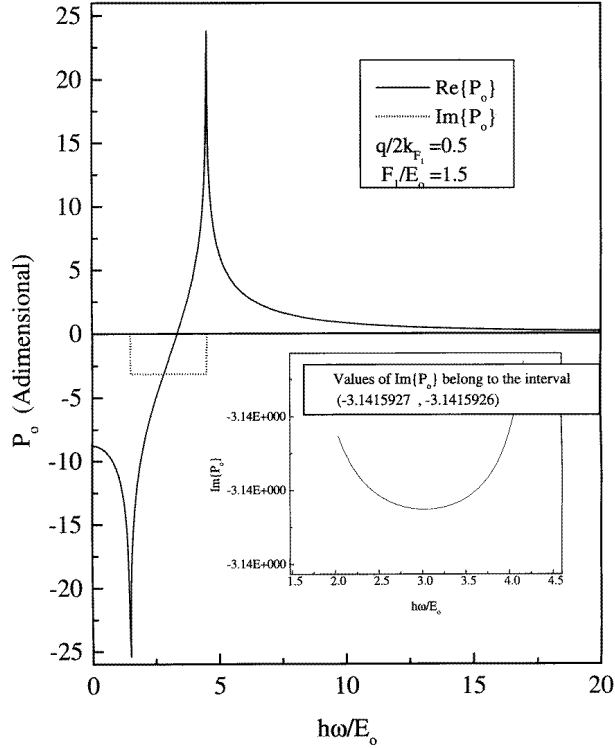 25
20
15
10
5
0
-5
-10
-15
-20
-25
P_o (Adimensional)
Re{P_o}
Im{P_o}
q/2k_{F_1} =0.5
F_1/E_o =1.5
Values of Im{P_o} belong to the interval
(-3.1415927 , -3.1415926)
-3.14E+000
-3.14E+000
-3.14E+000
Im{P_o}
1.5 2.0 2.5 3.0 3.5 4.0 4.5
hω/E_o
0 5 10 15 20
hω/E_o